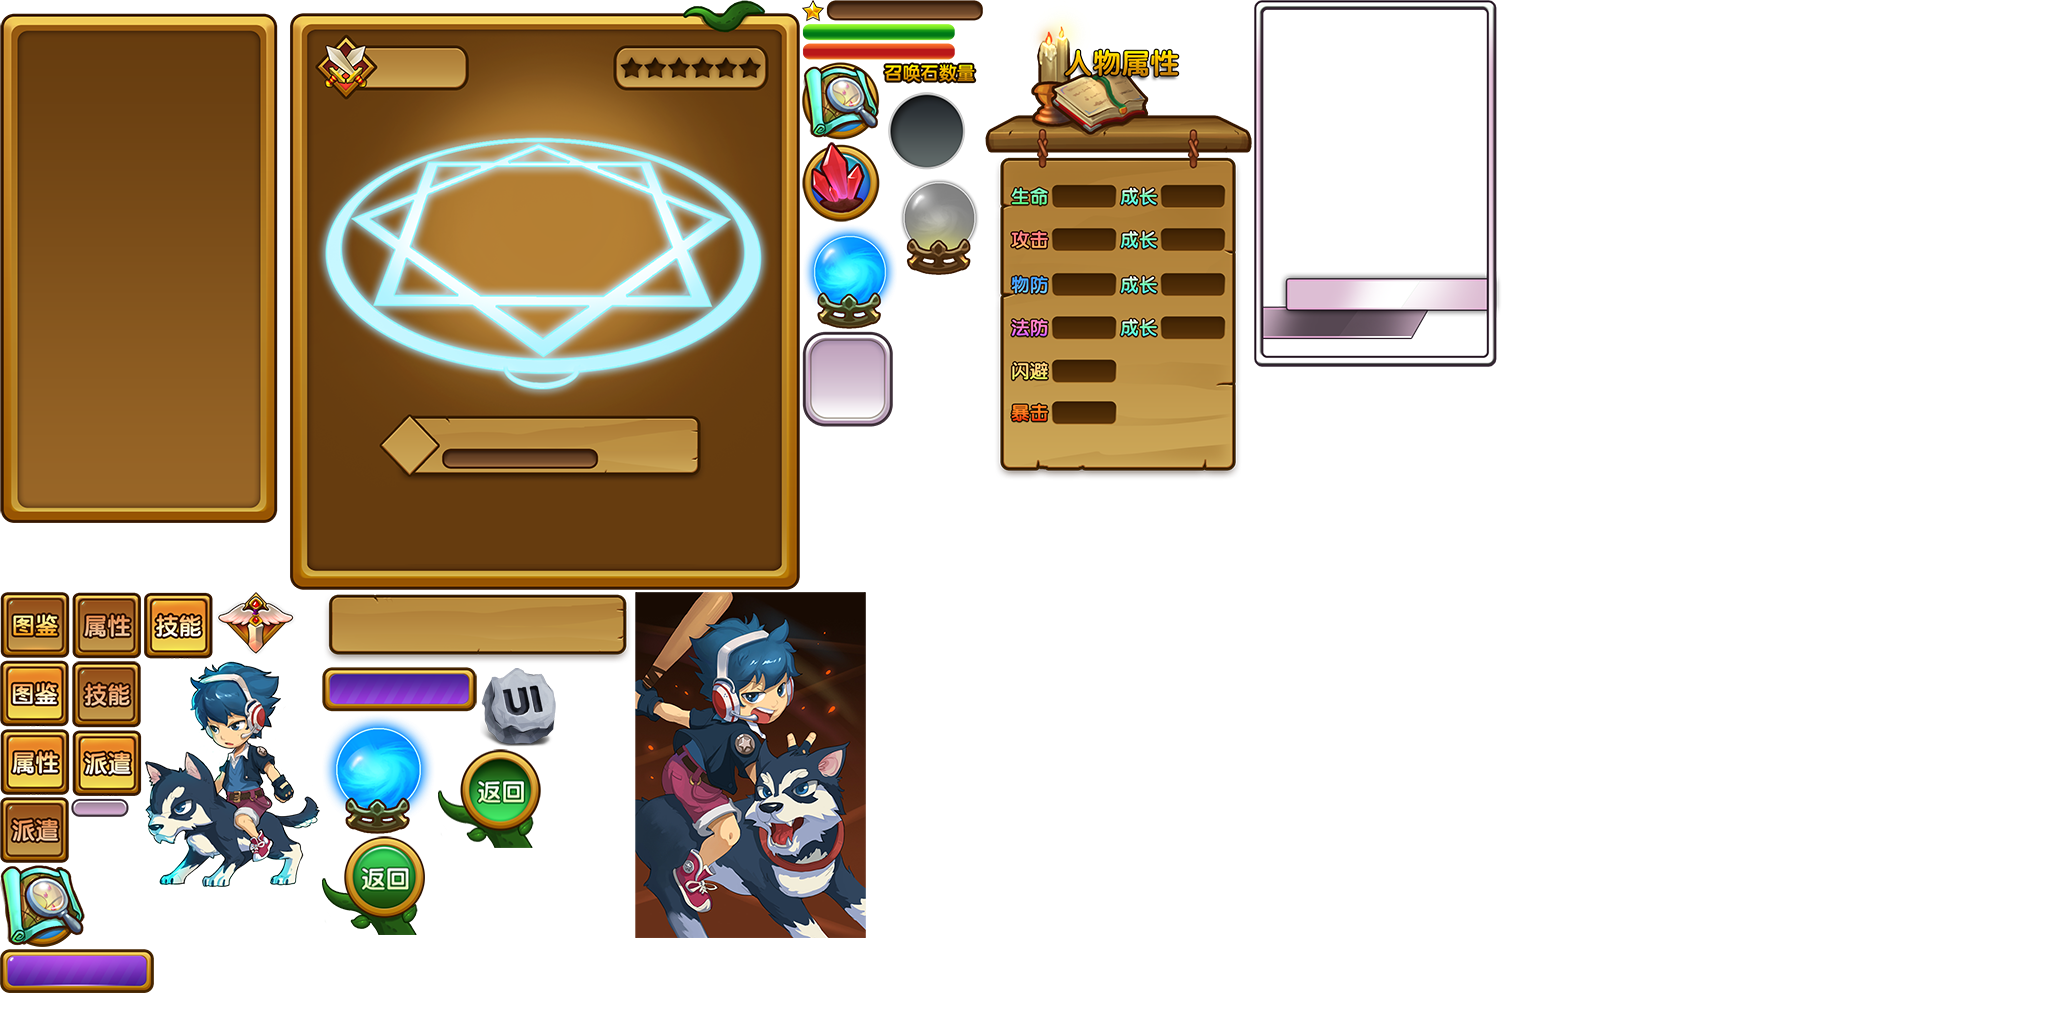 召唤石数量
人物属性
生命 成长
攻击 成长
物防 成长
法防 成长
闪避
暴击
图鉴 属性 技能
图鉴 技能
属性 派遣
派遣
UI
返回
返回